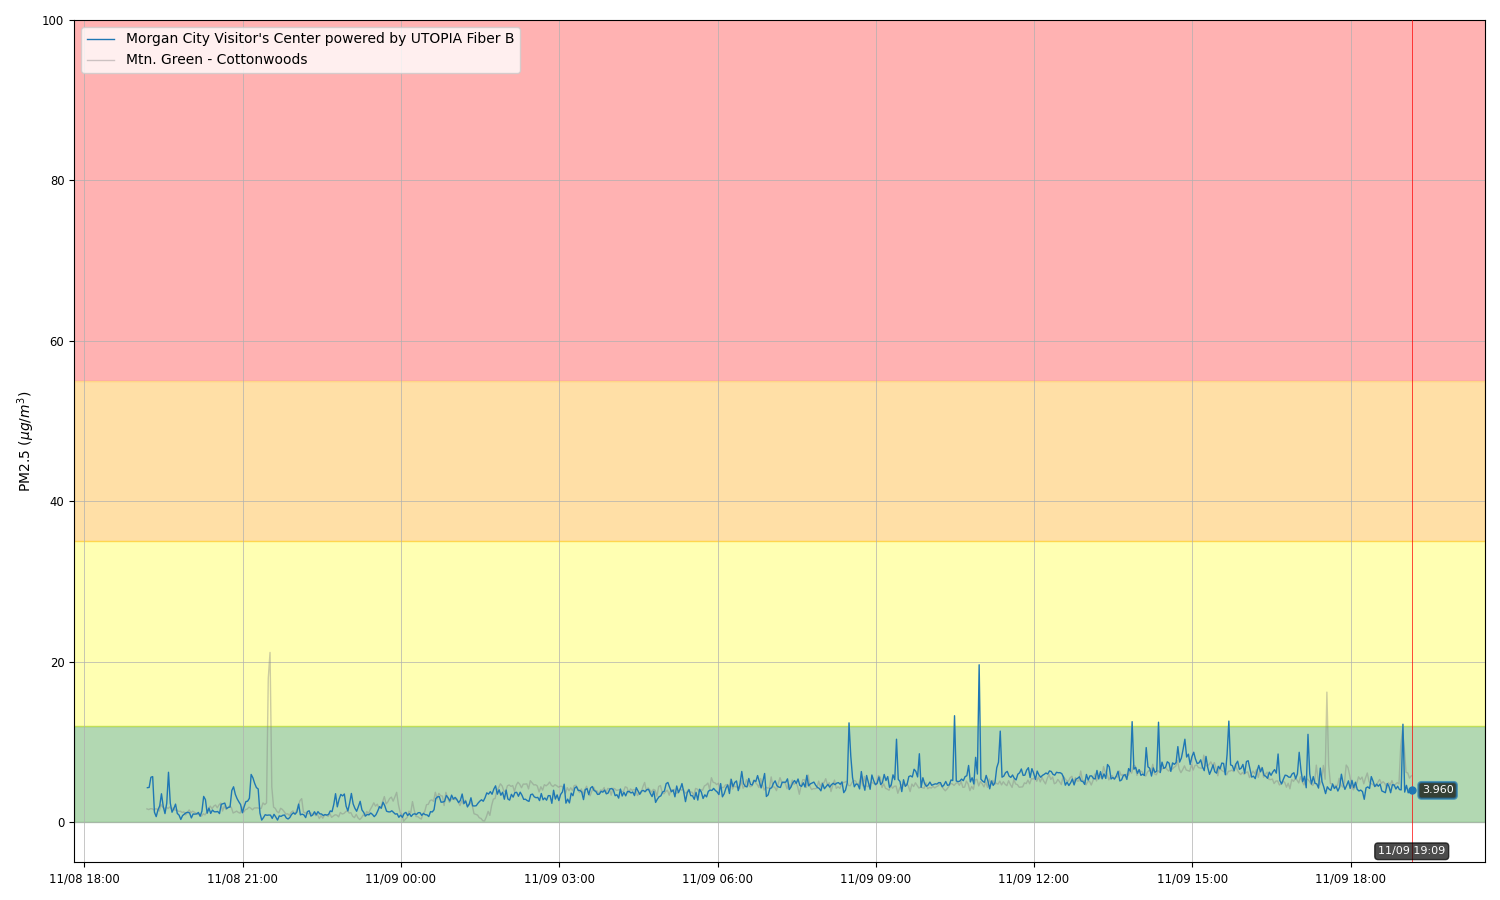 100
Morgan City Visitor's Center powered by UTOPIA Fiber B
Mtn. Green - Cottonwoods
80
60
PM2.5 (μg/m³)
40
20
3.960
0
11/09 19:09
11/08 18:00 11/08 21:00 11/09 00:00 11/09 03:00 11/09 06:00 11/09 09:00 11/09 12:00 11/09 15:00 11/09 18:00